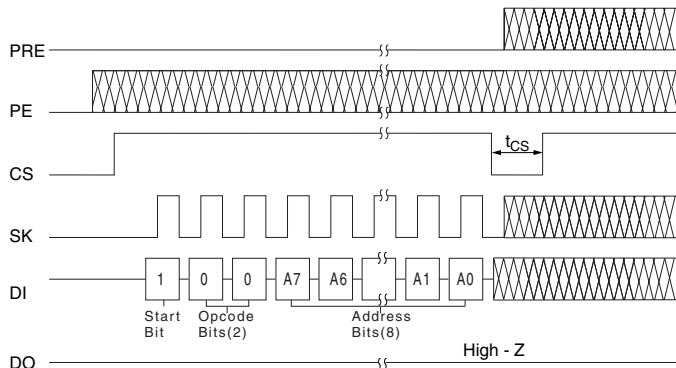 PRE
PE
tCS
CS
SK
1 0 0 A7 A6 A1 A0
DI
Start Bit
Opcode Bits(2)
Address Bits(8)
High - Z
DO